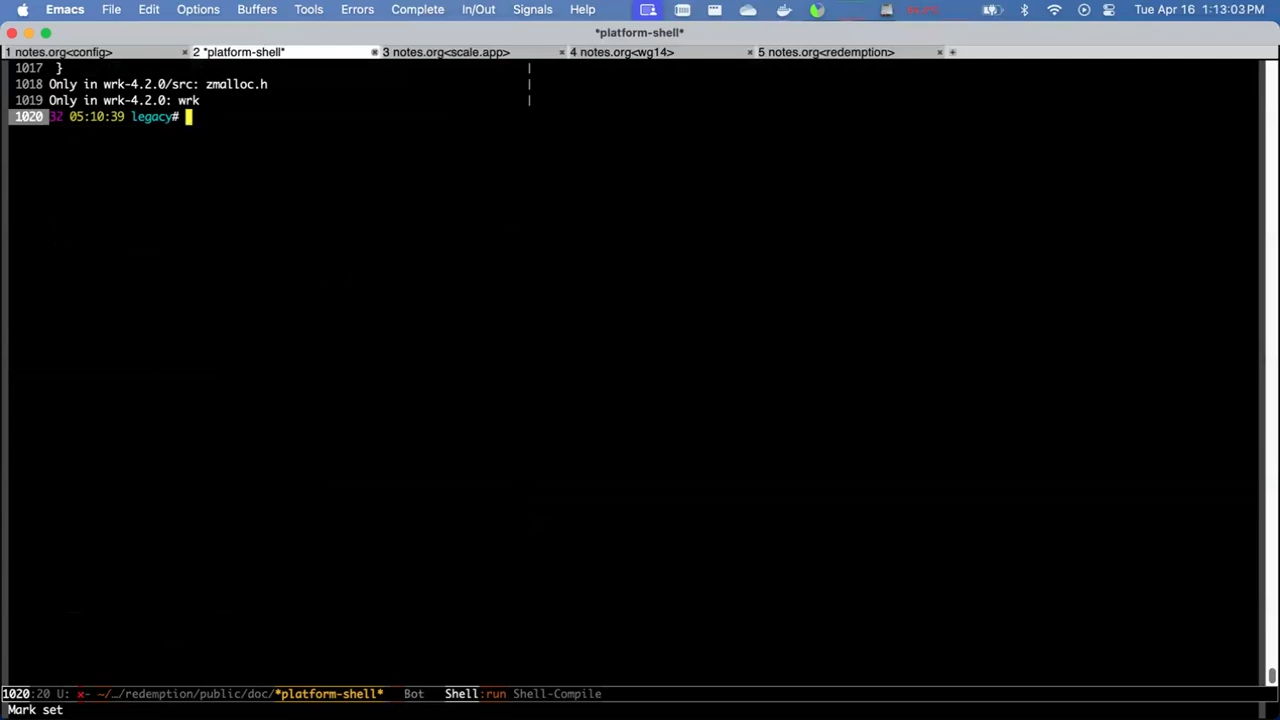 Emacs File Edit Options Buffers Tools Errors Complete In/Out Signals Help Tue Apr 16 1:13:03 PM
*platform-shell*
1 notes.org<config> × 2 *platform-shell* 3 notes.org<scale.app> × 4 notes.org<wg14> × 5 notes.org<redemption> × +
1017 } |
1018 Only in wrk-4.2.0/src: zmalloc.h |
1019 Only in wrk-4.2.0: wrk |
1020 32 05:10:39 legacy#
1020:20 U: ×- ~/…/redemption/public/doc/*platform-shell* Bot Shell:run Shell-Compile
Mark set